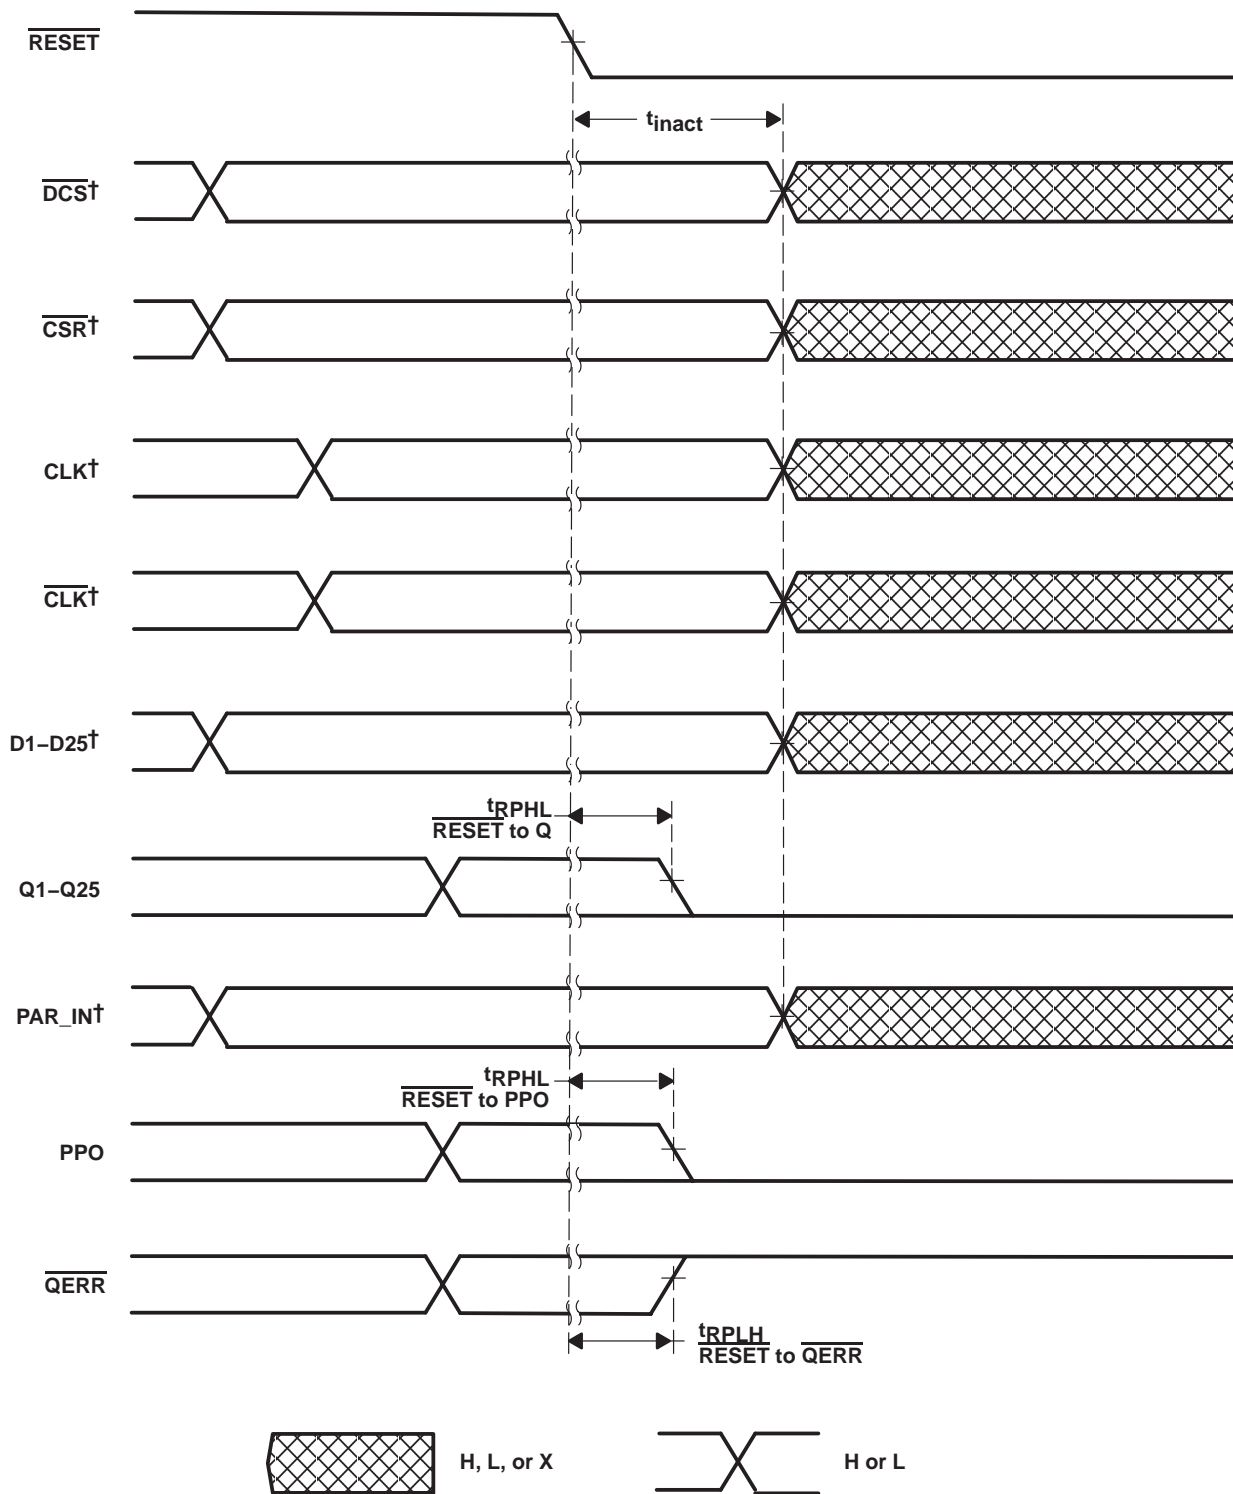 RESET
tinact
DCS†
CSR†
CLK†
CLK†
D1–D25†
tRPHL
RESET to Q
Q1–Q25
PAR_IN†
tRPHL
RESET to PPO
PPO
QERR
tRPLH
RESET to QERR
H, L, or X
H or L